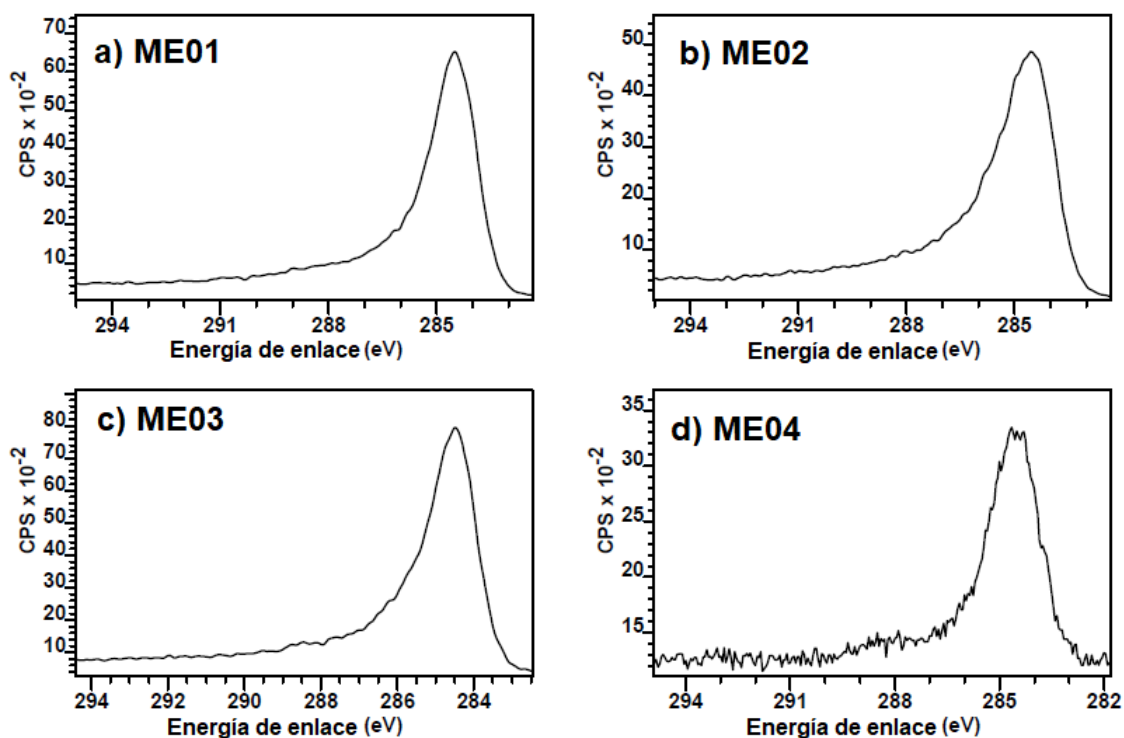 a) ME01
CPS x 10-2
70
60
50
40
30
20
10
294 291 288 285
Energía de enlace (eV)
b) ME02
CPS x 10-2
50
40
30
20
10
294 291 288 285
Energía de enlace (eV)
c) ME03
CPS x 10-2
80
70
60
50
40
30
20
10
294 292 290 288 286 284
Energía de enlace (eV)
d) ME04
CPS x 10-2
35
30
25
20
15
294 291 288 285 282
Energía de enlace (eV)